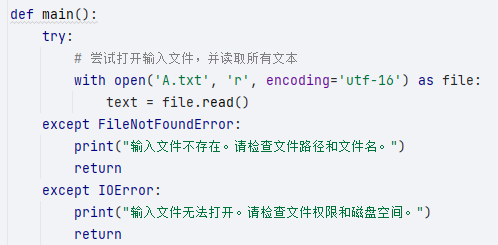 def main():
    try:
        # 尝试打开输入文件，并读取所有文本
        with open('A.txt', 'r', encoding='utf-16') as file:
            text = file.read()
    except FileNotFoundError:
        print("输入文件不存在。请检查文件路径和文件名。")
        return
    except IOError:
        print("输入文件无法打开。请检查文件权限和磁盘空间。")
        return